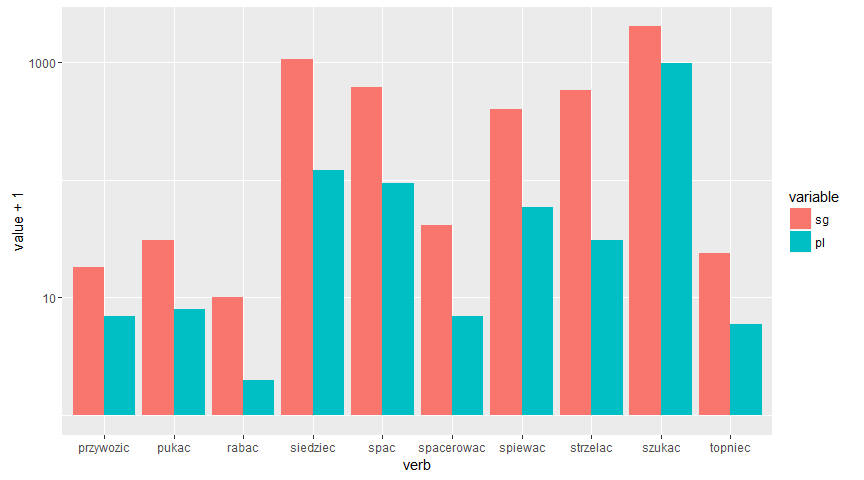 1000
10
value + 1
przywozic pukac rabac siedziec spac spacerowac spiewac strzelac szukac topniec
verb
variable
sg
pl